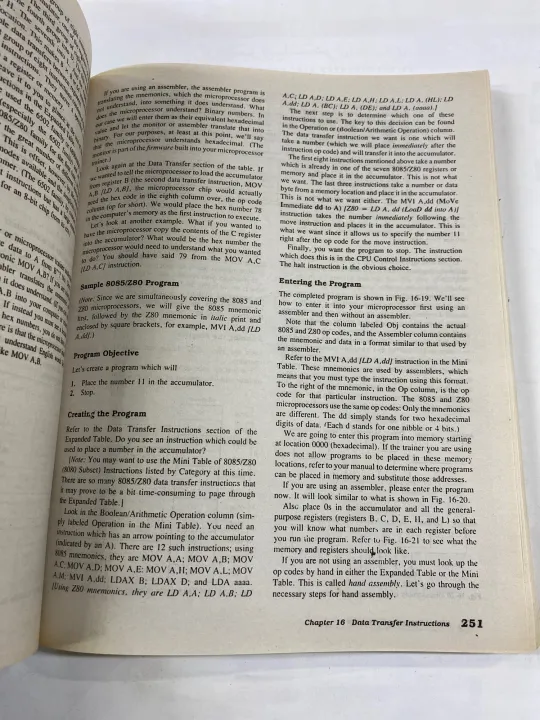 If you are using an assembler, the assembler program is
translating the mnemonics, which the microprocessor does
not understand, into something it does understand. What
does the microprocessor understand? Binary numbers. In
our case we will enter them as their equivalent hexadecimal
value and let the monitor or assembler translate that into
binary. For our purposes, at least at this point, we'll say
that the microprocessor understands hexadecimal. (The
monitor is part of the firmware built into your microprocessor
trainer.)
Look again at the Data Transfer section of the table. If
we wanted to tell the microprocessor to load the accumulator
from register B (the second data transfer instruction, MOV
A,B [LD A,B], the microprocessor chip would actually
need the hex code in the eighth column over, the op code
column (op for short). We would place the hex number 78
in the computer's memory as the first instruction to execute.
Let's look at another example. What if you wanted to
have the microprocessor copy the contents of the C register
into the accumulator? What would be the hex number the
microprocessor would need to understand what you wanted
to do? You should have said 79 from the MOV A,C
[LD A,C] instruction.
Sample 8085/Z80 Program
[Note: Since we are simultaneously covering the 8085 and
Z80 microprocessors, we will give the 8085 mnemonic
first, followed by the Z80 mnemonic in italic print and
enclosed by square brackets, for example, MVI A,dd [LD
A,dd].)
Program Objective
Let's create a program which will
1. Place the number 11 in the accumulator.
2. Stop.
Creating the Program
Refer to the Data Transfer Instructions section of the
Expanded Table. Do you see an instruction which could be
used to place a number in the accumulator?
[Note: You may want to use the Mini Table of 8085/Z80
(8080 Subset) Instructions listed by Category at this time.
There are so many 8085/Z80 data transfer instructions that
it may prove to be a bit time-consuming to page through
the Expanded Table.]
Look in the Boolean/Arithmetic Operation column (sim-
ply labeled Operation in the Mini Table). You need an
instruction which has an arrow pointing to the accumulator
(indicated by an A). There are 12 such instructions; using
8085 mnemonics, they are MOV A,A; MOV A,B; MOV
A,C; MOV A,D; MOV A,E; MOV A,H; MOV A,L; MOV
A,M; MVI A,dd; LDAX B; LDAX D; and LDA aaaa.
[Using Z80 mnemonics, they are LD A,A; LD A,B; LD
A,C; LD A,D; LD A,E; LD A,H; LD A,L; LD A, (HL); LD
A,dd; LD A, (BC); LD A, (DE); and LD A, (aaaa).]
The next step is to determine which one of these
instructions to use. The key to this decision can be found
in the Operation or (Boolean/Arithmetic Operation) column.
The data transfer instruction we want is one which will
take a number (which we will place immediately after the
instruction op code) and will transfer it into the accumulator.
The first eight instructions mentioned above take a number
which is already in one of the seven 8085/Z80 registers or
memory and place it in the accumulator. This is not what
we want. The last three instructions take a number or data
byte from a memory location and place it in the accumulator.
This is not what we want either. The MVI A,dd (MoVe
Immediate dd to A) [Z80 = LD A, dd (LoaD dd into A)]
instruction takes the number immediately following the
move instruction and places it in the accumulator. This is
what we want since it allows us to specify the number 11
right after the op code for the move instruction.
Finally, you want the program to stop. The instruction
which does this is in the CPU Control Instructions section.
The halt instruction is the obvious choice.
Entering the Program
The completed program is shown in Fig. 16-19. We'll see
how to enter it into your microprocessor first using an
assembler and then without an assembler.
Note that the column labeled Obj contains the actual
8085 and Z80 op codes, and the Assembler column contains
the mnemonic and data in a format similar to that used by
an assembler.
Refer to the MVI A,dd [LD A,dd] instruction in the Mini
Table. These mnemonics are used by assemblers, which
means that you must type the instruction using this format.
To the right of the mnemonic, in the Op column, is the op
code for that particular instruction. The 8085 and Z80
microprocessors use the same op codes: Only the mnemonics
are different. The dd simply stands for two hexadecimal
digits of data. (Each d stands for one nibble or 4 bits.)
We are going to enter this program into memory starting
at location 0000 (hexadecimal). If the trainer you are using
does not allow programs to be placed in these memory
locations, refer to your manual to determine where programs
can be placed in memory and substitute those addresses.
If you are using an assembler, please enter the program
now. It will look similar to what is shown in Fig. 16-20.
Also place 0s in the accumulator and all the general-
purpose registers (registers B, C, D, E, H, and L) so that
you will know what numbers are in each register before
you run the program. Refer to Fig. 16-21 to see what the
memory and registers should look like.
If you are not using an assembler, you must look up the
op codes by hand in either the Expanded Table or the Mini
Table. This is called hand assembly. Let's go through the
necessary steps for hand assembly.
Chapter 16 Data Transfer Instructions 251